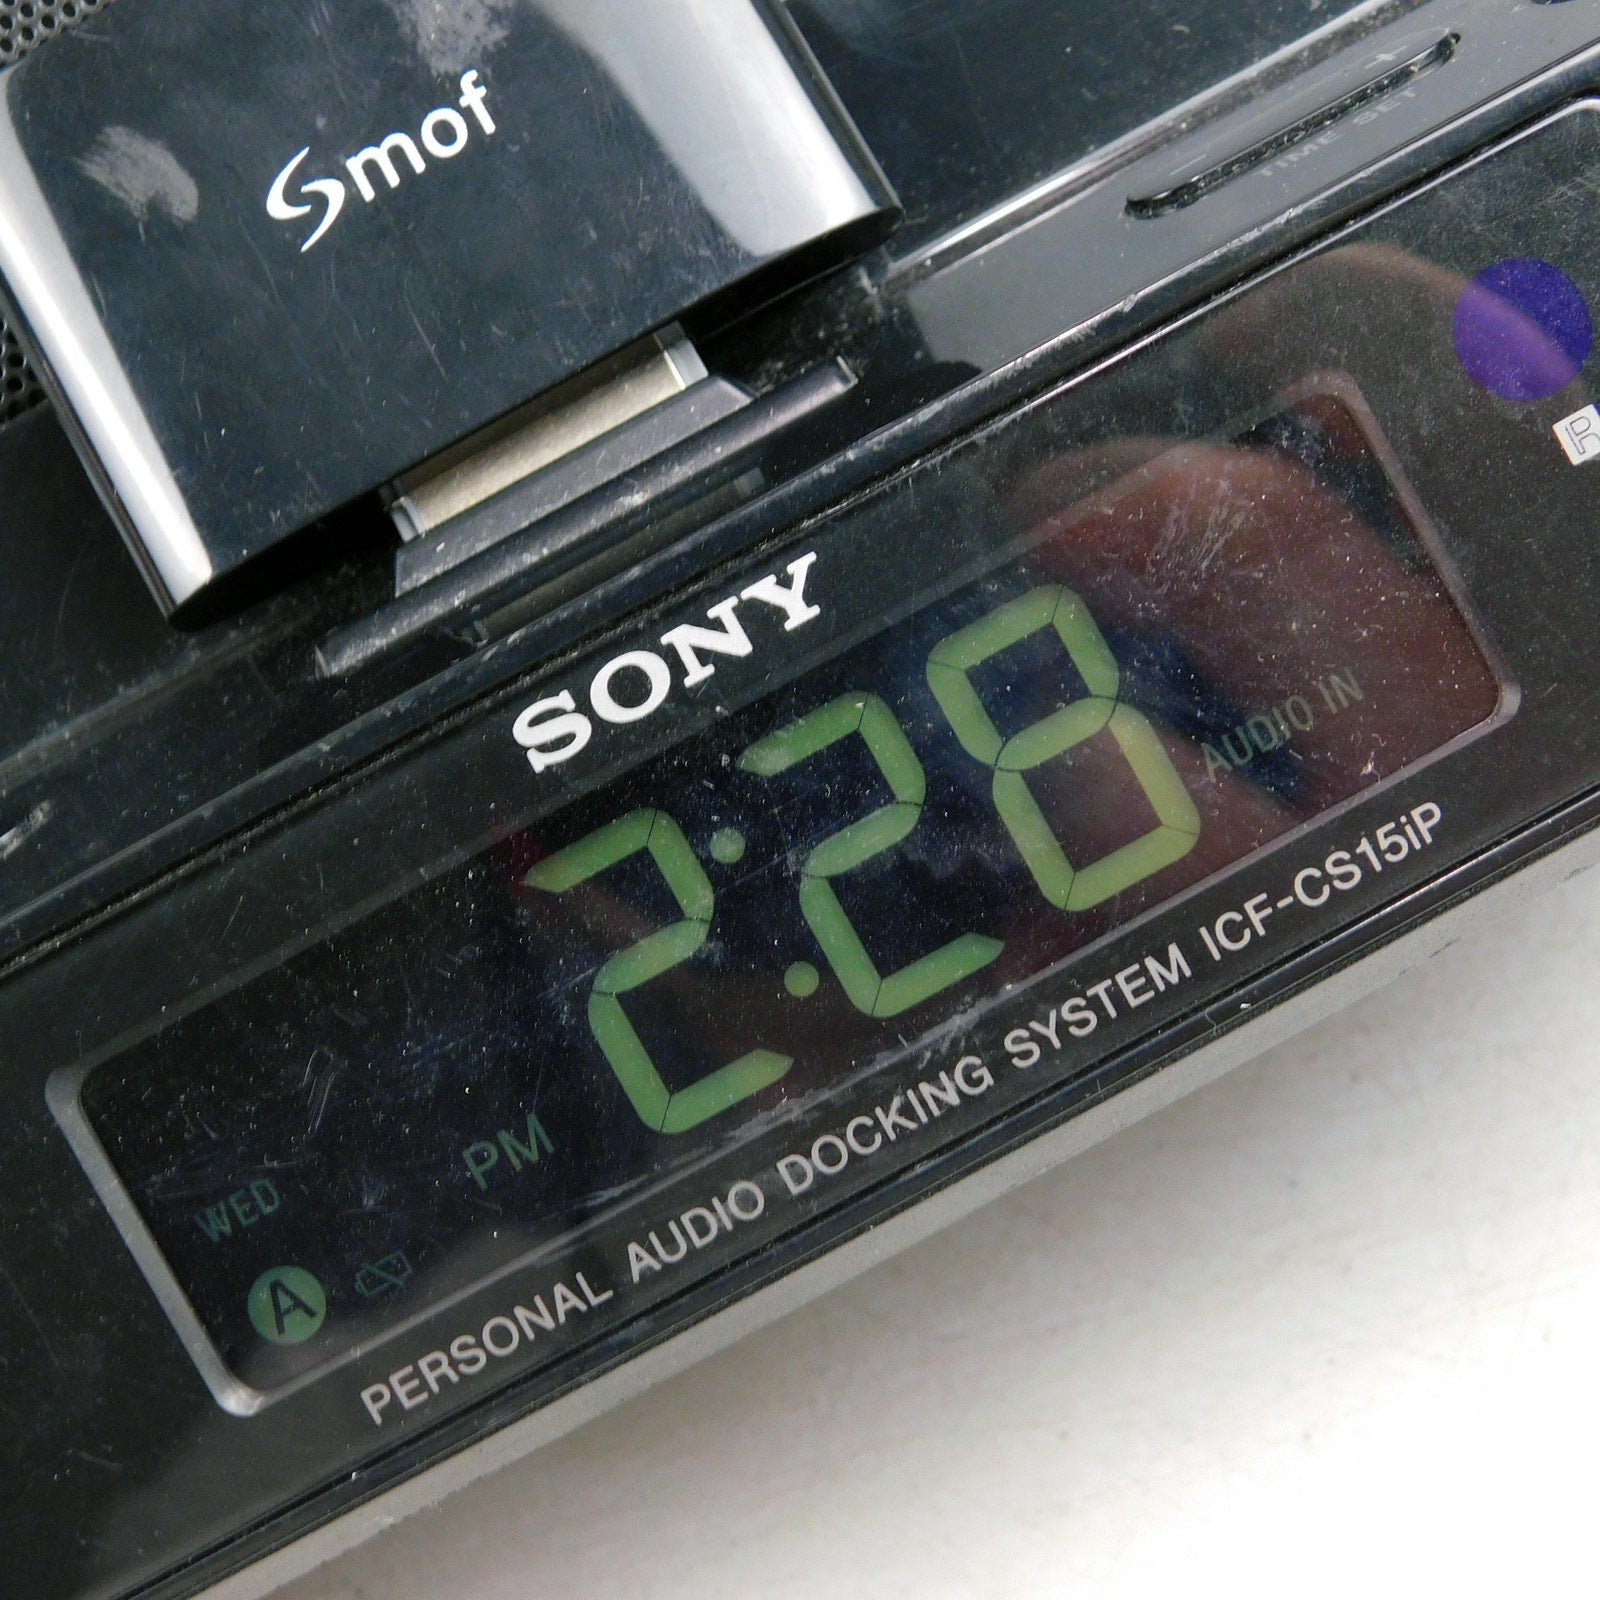 Smof
− +
TIME SET
SONY
2:28
AUDIO IN
PM
WED
A
PERSONAL AUDIO DOCKING SYSTEM ICF-CS15iP